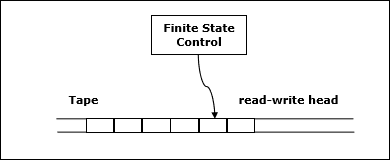 Finite State
Control
Tape
read-write head